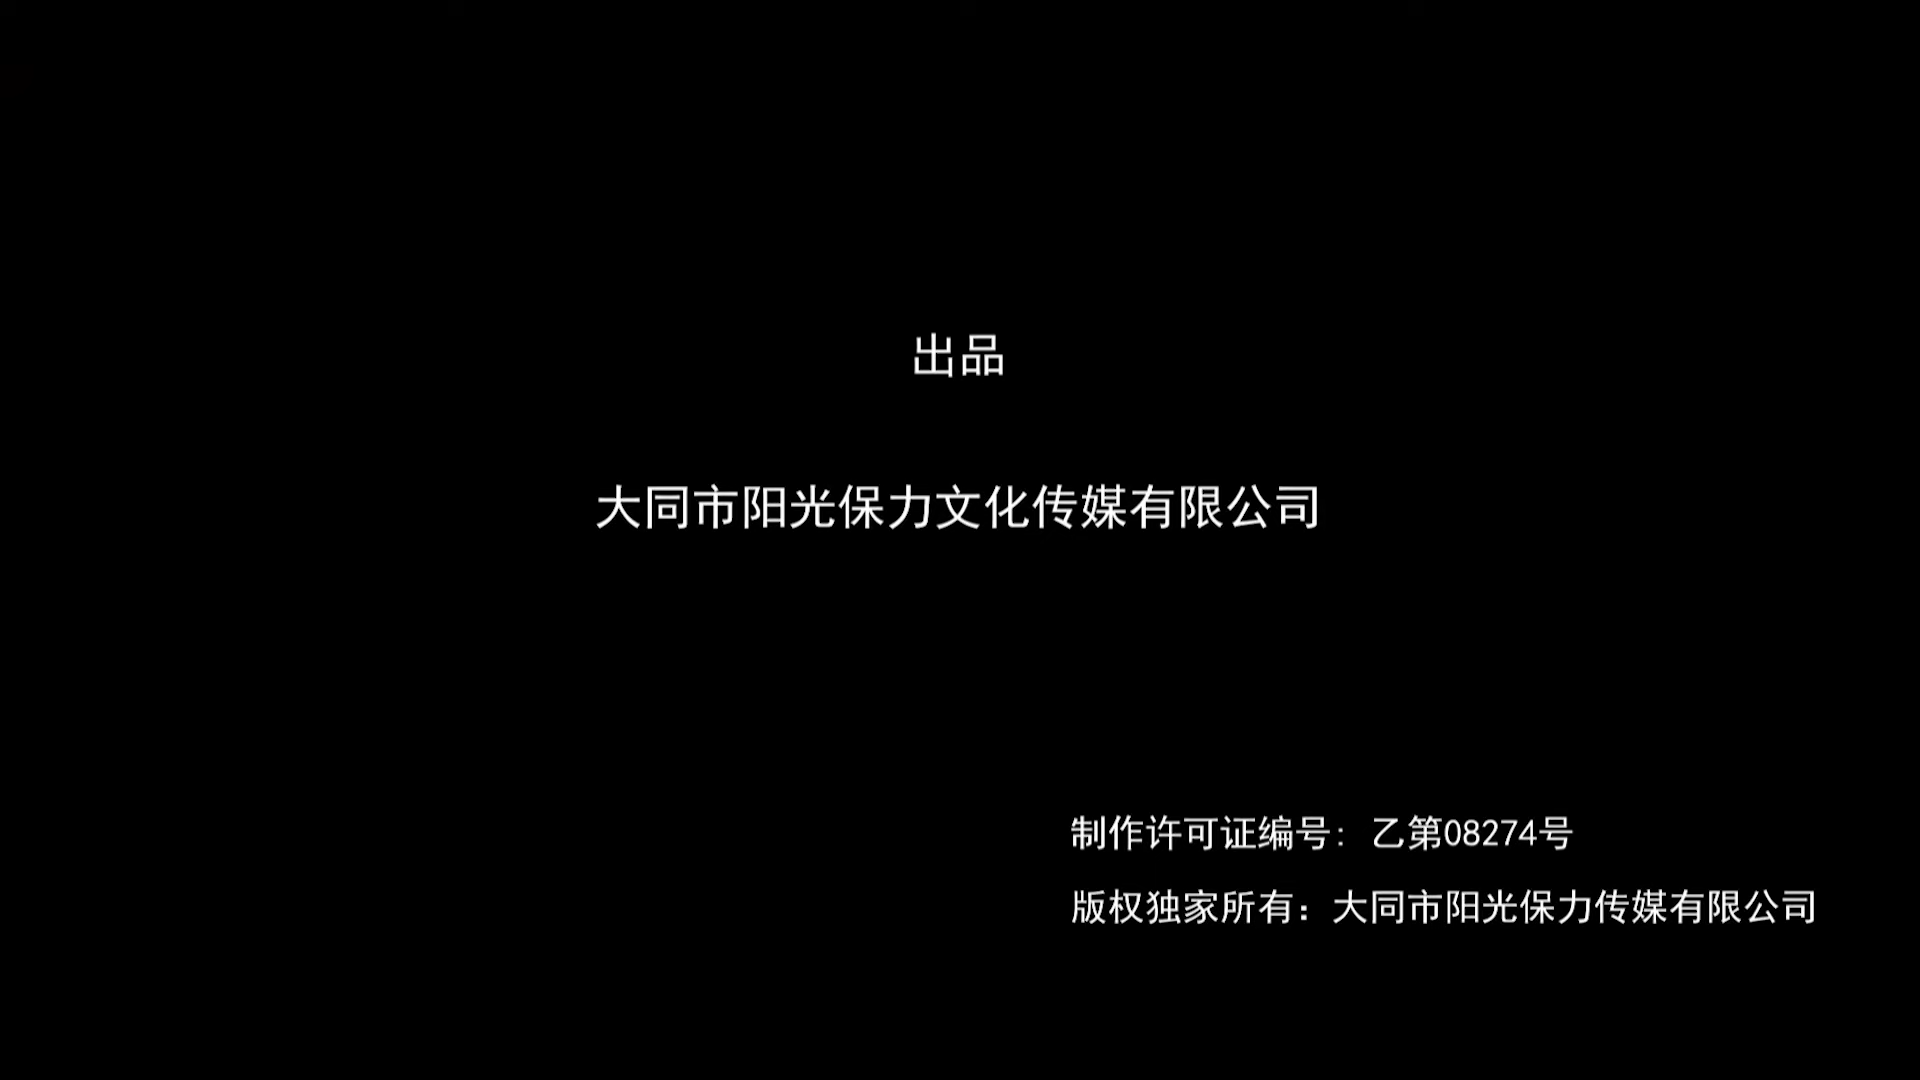 出品
大同市阳光保力文化传媒有限公司
制作许可证编号：乙第08274号
版权独家所有：大同市阳光保力传媒有限公司